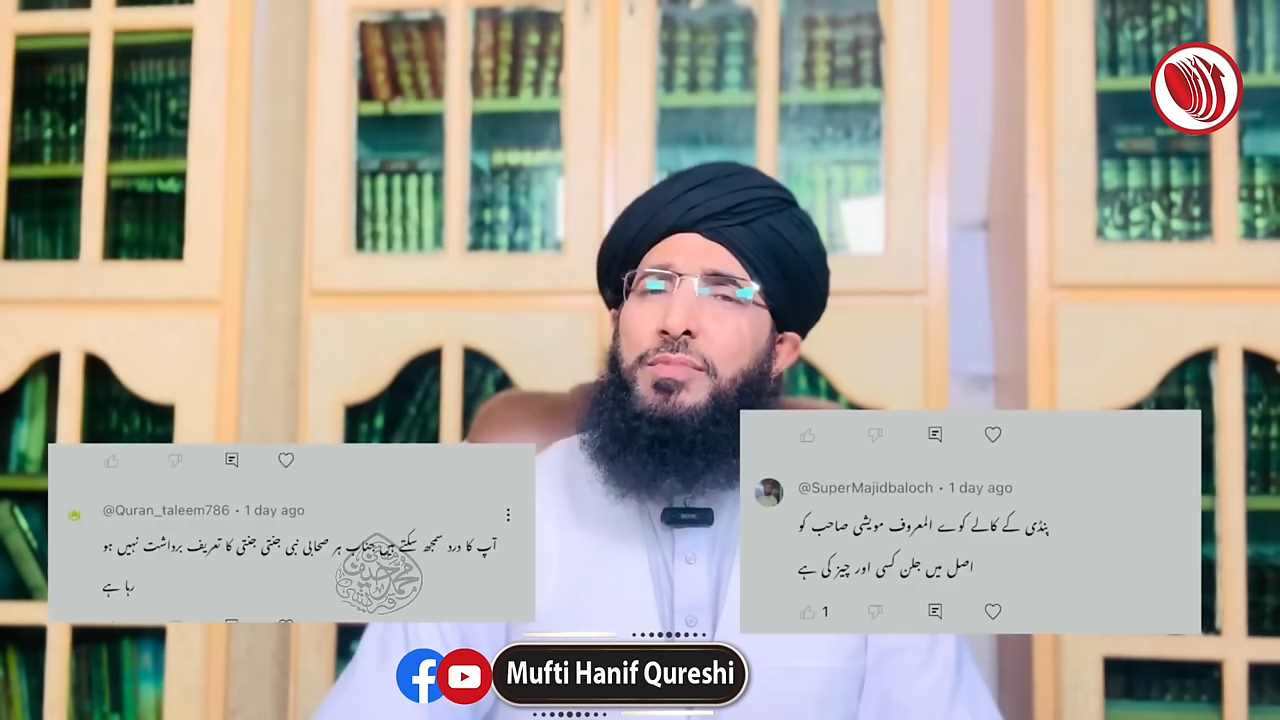 @Quran_taleem786 • 1 day ago
آپ کا درد سمجھ سکتے ہیں جناب ہر صحابی نبی جنتی جنتی کا تعریف برداشت نہیں ہو
رہا ہے
@SuperMajidbaloch • 1 day ago
پنڈی کے کالے کوے المعروف مویشی صاحب کو
اصل میں جلن کسی اور چیز کی ہے
1
Mufti Hanif Qureshi